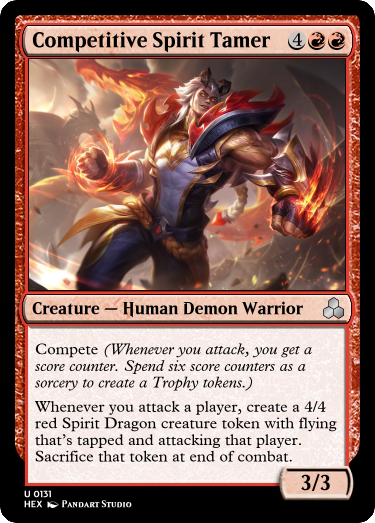 Competitive Spirit Tamer 4
Creature — Human Demon Warrior
Compete (Whenever you attack, you get a
score counter. Spend six score counters as a
sorcery to create a Trophy tokens.)
Whenever you attack a player, create a 4/4
red Spirit Dragon creature token with flying
that's tapped and attacking that player.
Sacrifice that token at end of combat.
3/3
U 0131
HEX PANDART STUDIO